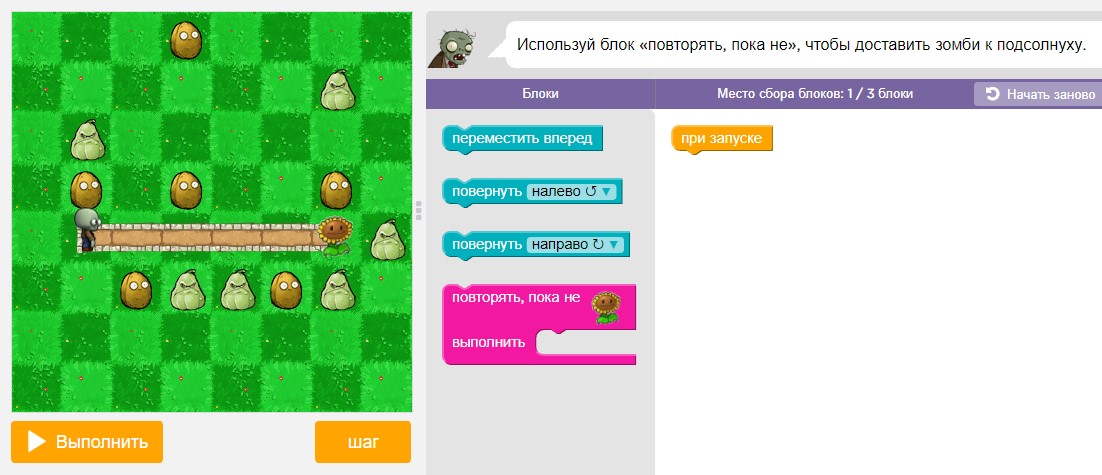 Используй блок «повторять, пока не», чтобы доставить зомби к подсолнуху.
Блоки
Место сбора блоков: 1 / 3 блоки
Начать заново
переместить вперед
при запуске
повернуть налево ↺ ▼
повернуть направо ↻ ▼
повторять, пока не
выполнить
Выполнить
шаг